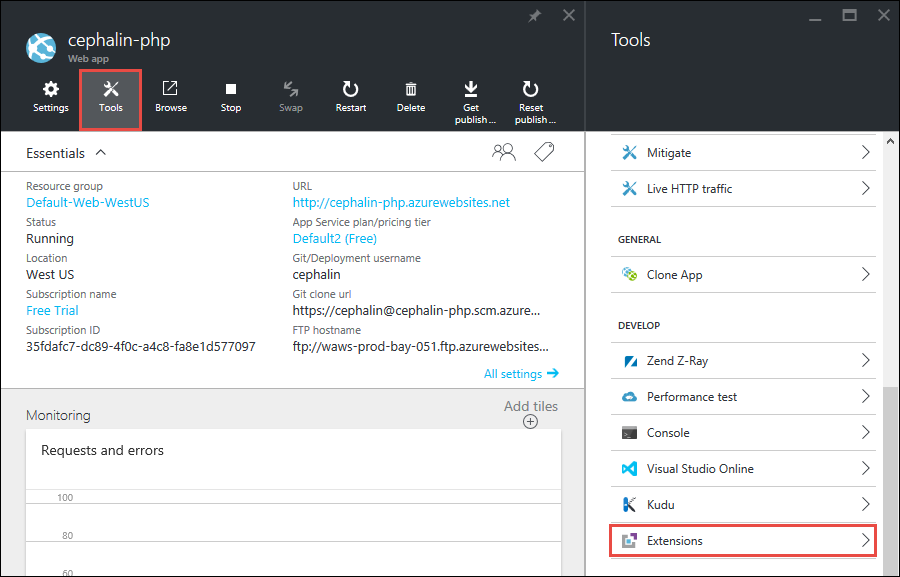 cephalin-php
Web app
Settings
Tools
Browse
Stop
Swap
Restart
Delete
Get
publish...
Reset
publish...
Essentials
Resource group
Default-Web-WestUS
Status
Running
Location
West US
Subscription name
Free Trial
Subscription ID
35fdafc7-dc89-4f0c-a4c8-fa8e1d577097
URL
http://cephalin-php.azurewebsites.net
App Service plan/pricing tier
Default2 (Free)
Git/Deployment username
cephalin
Git clone url
https://cephalin@cephalin-php.scm.azure...
FTP hostname
ftp://waws-prod-bay-051.ftp.azurewebsites...
All settings
Monitoring
Add tiles
Requests and errors
100
80
60
Tools
Mitigate
Live HTTP traffic
GENERAL
Clone App
DEVELOP
Zend Z-Ray
Performance test
Console
Visual Studio Online
Kudu
Extensions